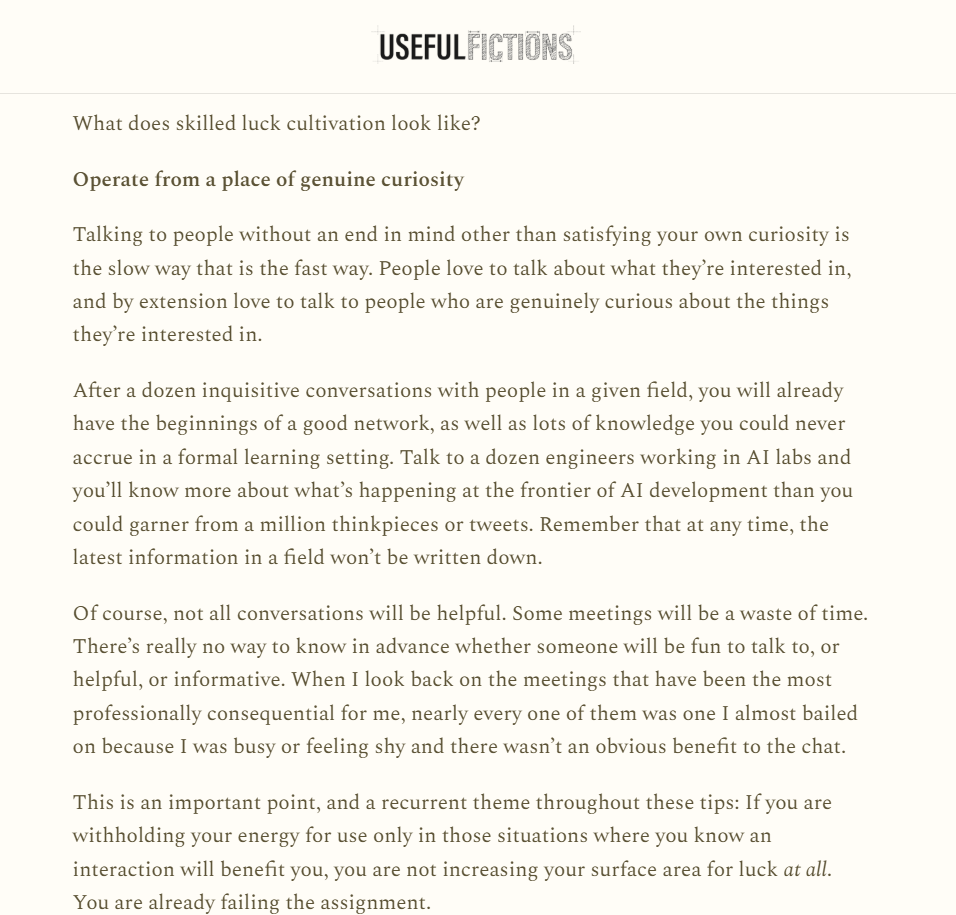 USEFUL FICTIONS
What does skilled luck cultivation look like?
Operate from a place of genuine curiosity
Talking to people without an end in mind other than satisfying your own curiosity is
the slow way that is the fast way. People love to talk about what they’re interested in,
and by extension love to talk to people who are genuinely curious about the things
they’re interested in.
After a dozen inquisitive conversations with people in a given field, you will already
have the beginnings of a good network, as well as lots of knowledge you could never
accrue in a formal learning setting. Talk to a dozen engineers working in AI labs and
you’ll know more about what’s happening at the frontier of AI development than you
could garner from a million thinkpieces or tweets. Remember that at any time, the
latest information in a field won’t be written down.
Of course, not all conversations will be helpful. Some meetings will be a waste of time.
There’s really no way to know in advance whether someone will be fun to talk to, or
helpful, or informative. When I look back on the meetings that have been the most
professionally consequential for me, nearly every one of them was one I almost bailed
on because I was busy or feeling shy and there wasn’t an obvious benefit to the chat.
This is an important point, and a recurrent theme throughout these tips: If you are
withholding your energy for use only in those situations where you know an
interaction will benefit you, you are not increasing your surface area for luck at all.
You are already failing the assignment.